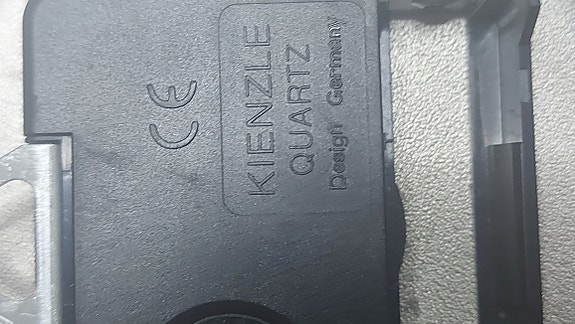 CE
KIENZLE
QUARTZ
Design Germany